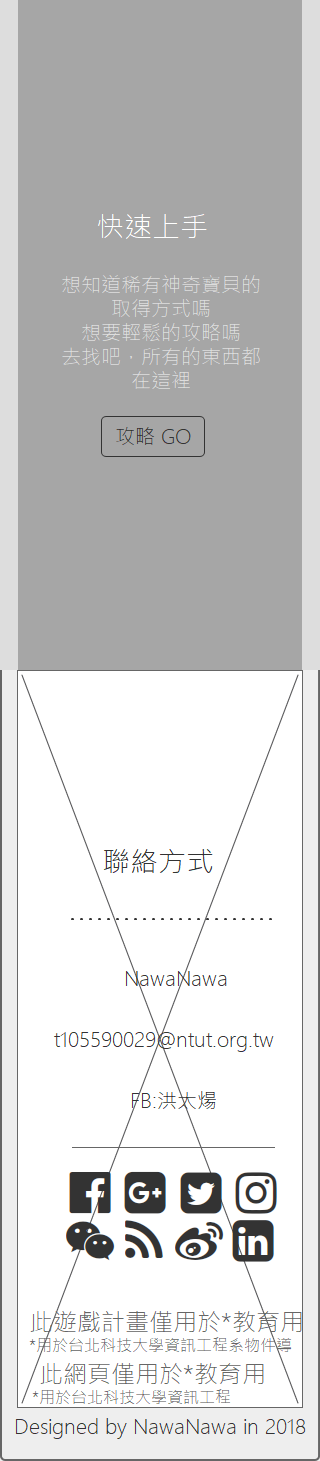 快速上手
想知道稀有神奇寶貝的
取得方式嗎
想要輕鬆的攻略嗎
去找吧，所有的東西都
在這裡
攻略 GO
聯絡方式
NawaNawa
t105590029@ntut.org.tw
FB:洪大煬
此遊戲計畫僅用於*教育用
*用於台北科技大學資訊工程系物件導
此網頁僅用於*教育用
*用於台北科技大學資訊工程
Designed by NawaNawa in 2018